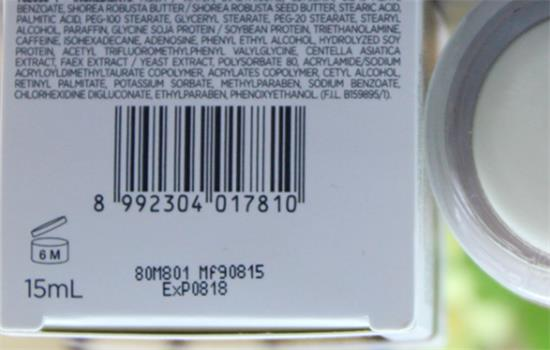 BENZOATE, SHOREA ROBUSTA BUTTER / SHOREA ROBUSTA SEED BUTTER, STEARIC ACID,
PALMITIC ACID, PEG-100 STEARATE, GLYCERYL STEARATE, PEG-20 STEARATE, STEARYL
ALCOHOL, PARAFFIN, GLYCINE SOJA PROTEIN / SOYBEAN PROTEIN, TRIETHANOLAMINE,
CAFFEINE, ISOHEXADECANE, ADENOSINE, PHENYL ETHYL ALCOHOL, HYDROLYZED SOY
PROTEIN, ACETYL TRIFLUOROMETHYLPHENYL VALYLGLYCINE, CENTELLA ASIATICA
EXTRACT, FAEX EXTRACT / YEAST EXTRACT, POLYSORBATE 80, ACRYLAMIDE/SODIUM
ACRYLOYLDIMETHYLTAURATE COPOLYMER, ACRYLATES COPOLYMER, CETYL ALCOHOL,
RETINYL PALMITATE, POTASSIUM SORBATE, METHYLPARABEN, SODIUM BENZOATE,
CHLORHEXIDINE DIGLUCONATE, ETHYLPARABEN, PHENOXYETHANOL. (F.I.L. B159895/1).
8 992304 017810
6 M
15mL
80M801 Mf90815
ExP0818